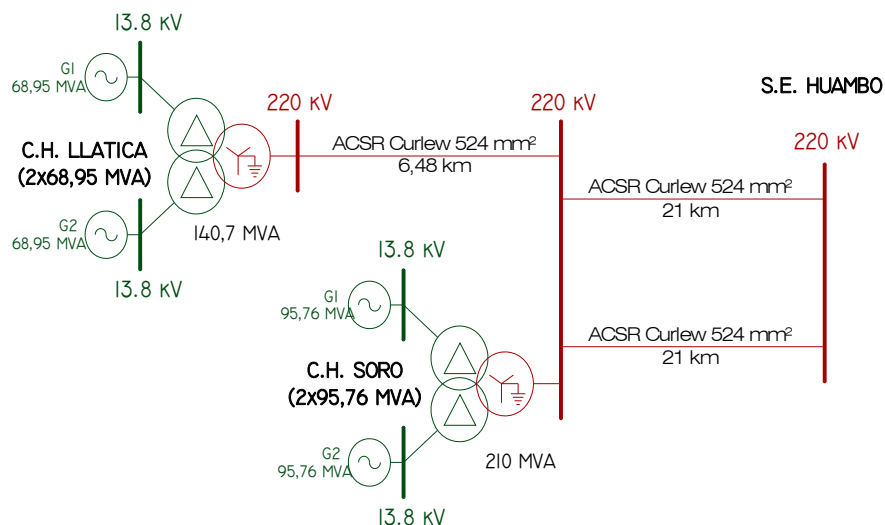 13.8 KV
G1
68,95 MVA
C.H. LLATICA
(2x68,95 MVA)
G2
68,95 MVA
13.8 KV
140,7 MVA
220 KV
ACSR Curlew 524 mm²
6,48 km
220 KV
S.E. HUAMBO
220 KV
ACSR Curlew 524 mm²
21 km
ACSR Curlew 524 mm²
21 km
13.8 KV
G1
95,76 MVA
C.H. SORO
(2x95,76 MVA)
G2
95,76 MVA
13.8 KV
210 MVA